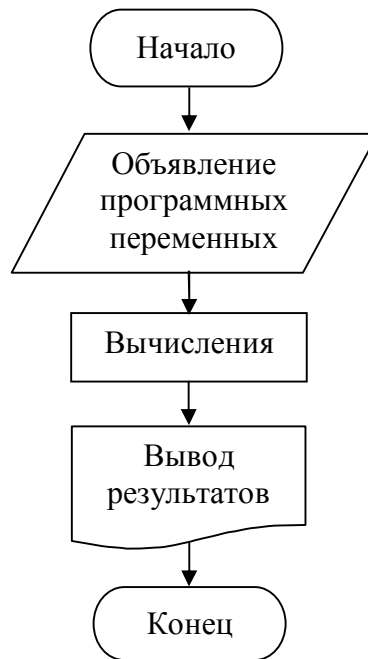 Начало
Объявление
программных
переменных
Вычисления
Вывод
результатов
Конец